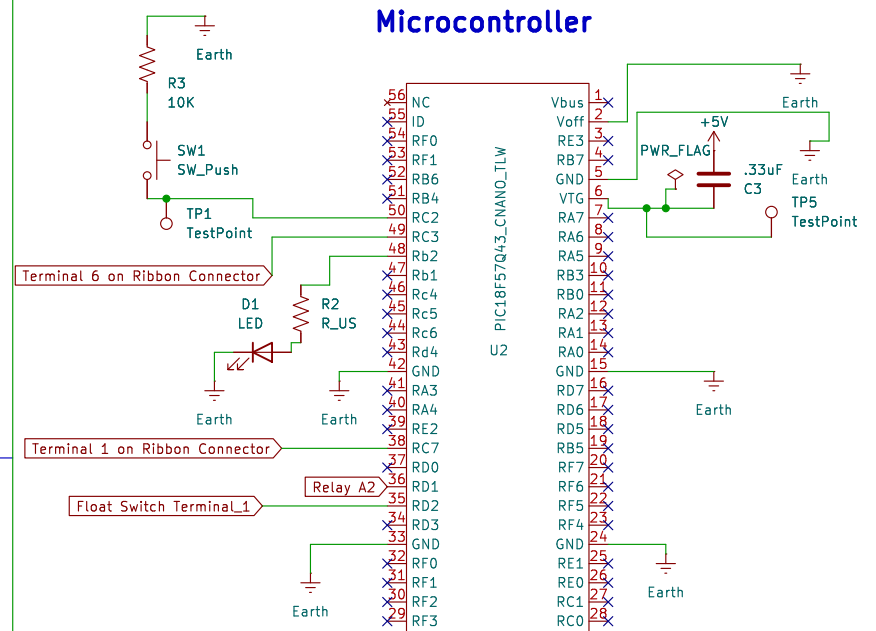 Microcontroller
Earth
R3
10K
SW1
SW_Push
TP1
TestPoint
Terminal 6 on Ribbon Connector
D1
LED
R2
R_US
Earth
Earth
Terminal 1 on Ribbon Connector
Relay A2
Float Switch Terminal_1
Earth
56 NC
55 ID
54 RF0
53 RF1
52 RB6
51 RB4
50 RC2
49 RC3
48 Rb2
47 Rb1
46 Rc4
45 Rc5
44 Rc6
43 Rd4
42 GND
41 RA3
40 RA4
39 RE2
38 RC7
37 RD0
36 RD1
35 RD2
34 RD3
33 GND
32 RF0
31 RF1
30 RF2
29 RF3
PIC18F57Q43_CNANO_TLW
U2
Vbus 1
Voff 2
RE3 3
RB7 4
GND 5
VTG 6
RA7 7
RA6 8
RA5 9
RB3 10
RB0 11
RA2 12
RA1 13
RA0 14
GND 15
RD7 16
RD6 17
RD5 18
RB5 19
RF7 20
RF6 21
RF5 22
RF4 23
GND 24
RE1 25
RE0 26
RC1 27
RC0 28
Earth
+5V
PWR_FLAG
.33uF
C3
Earth
TP5
TestPoint
Earth
Earth